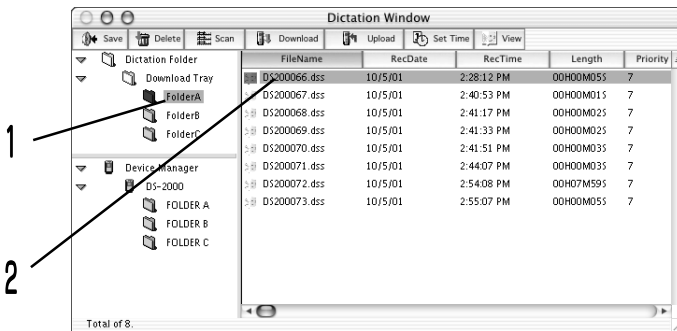 Dictation Window
Save Delete Scan Download Upload Set Time View
Dictation Folder
Download Tray
FolderA
FolderB
FolderC
Device Manager
DS-2000
FOLDER A
FOLDER B
FOLDER C
FileName RecDate RecTime Length Priority
DS200066.dss 10/5/01 2:28:12 PM 00H00M05S 7
DS200067.dss 10/5/01 2:40:53 PM 00H00M01S 7
DS200068.dss 10/5/01 2:41:17 PM 00H00M02S 7
DS200069.dss 10/5/01 2:41:33 PM 00H00M02S 7
DS200070.dss 10/5/01 2:41:51 PM 00H00M03S 7
DS200071.dss 10/5/01 2:44:07 PM 00H00M03S 7
DS200072.dss 10/5/01 2:54:08 PM 00H07M59S 7
DS200073.dss 10/5/01 2:55:07 PM 00H00M05S 7
Total of 8.
1
2